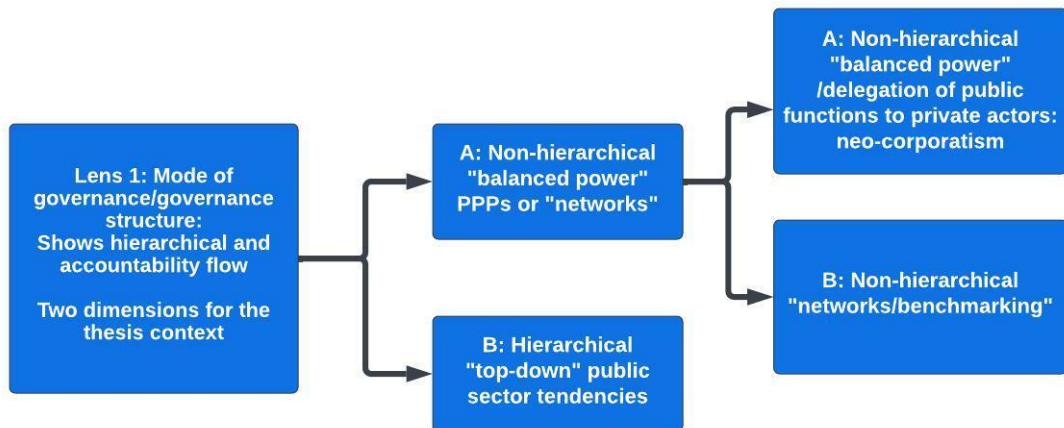 Lens 1: Mode of
governance/governance
structure:
Shows hierarchical and
accountability flow
Two dimensions for the
thesis context
A: Non-hierarchical
"balanced power"
PPPs or "networks"
B: Hierarchical
"top-down" public
sector tendencies
A: Non-hierarchical
"balanced power"
/delegation of public
functions to private actors:
neo-corporatism
B: Non-hierarchical
"networks/benchmarking"